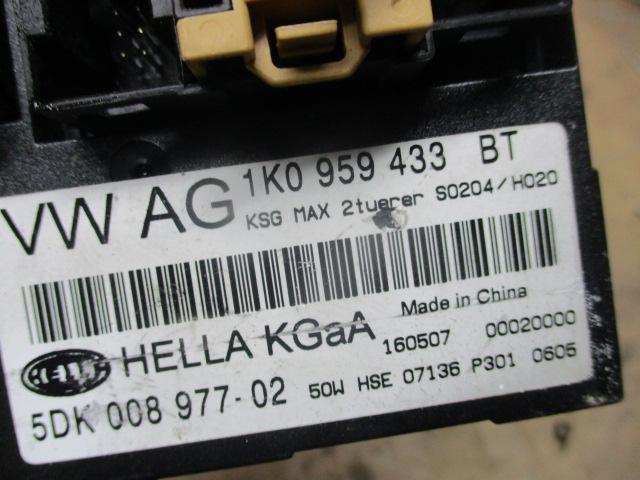 VW AG 1K0 959 433 BT
KSG MAX 2tuerer S0204/H020
HELLA
HELLA KGaA Made in China
160507 00020000
5DK 008 977-02 50W HSE 07136 P301 0605